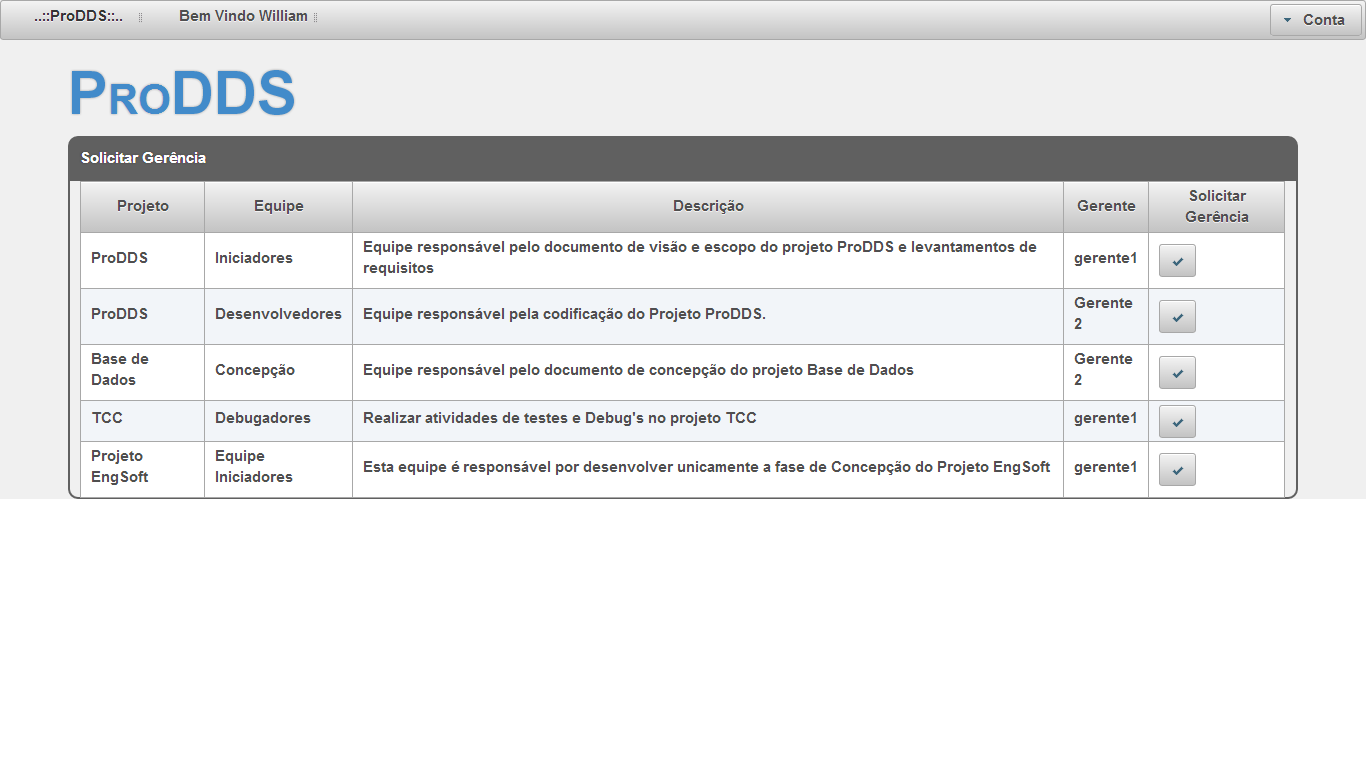 ..::ProDDS::..
Bem Vindo William
Conta
ProDDS
Solicitar Gerência
Projeto
Equipe
Descrição
Gerente
Solicitar
Gerência
ProDDS
Iniciadores
Equipe responsável pelo documento de visão e escopo do projeto ProDDS e levantamentos de
requisitos
gerente1
ProDDS
Desenvolvedores
Equipe responsável pela codificação do Projeto ProDDS.
Gerente
2
Base de
Dados
Concepção
Equipe responsável pelo documento de concepção do projeto Base de Dados
Gerente
2
TCC
Debugadores
Realizar atividades de testes e Debug's no projeto TCC
gerente1
Projeto
EngSoft
Equipe
Iniciadores
Esta equipe é responsável por desenvolver unicamente a fase de Concepção do Projeto EngSoft
gerente1